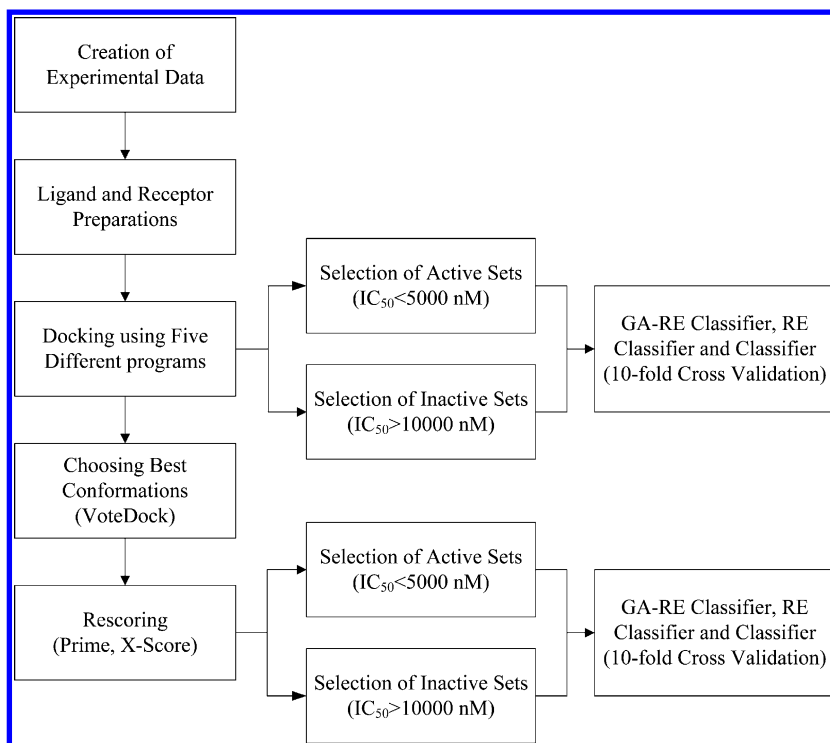 Creation of
Experimental Data
Ligand and Receptor
Preparations
Docking using Five
Different programs
Selection of Active Sets
(IC50<5000 nM)
Selection of Inactive Sets
(IC50>10000 nM)
GA-RE Classifier, RE
Classifier and Classifier
(10-fold Cross Validation)
Choosing Best
Conformations
(VoteDock)
Rescoring
(Prime, X-Score)
Selection of Active Sets
(IC50<5000 nM)
Selection of Inactive Sets
(IC50>10000 nM)
GA-RE Classifier, RE
Classifier and Classifier
(10-fold Cross Validation)